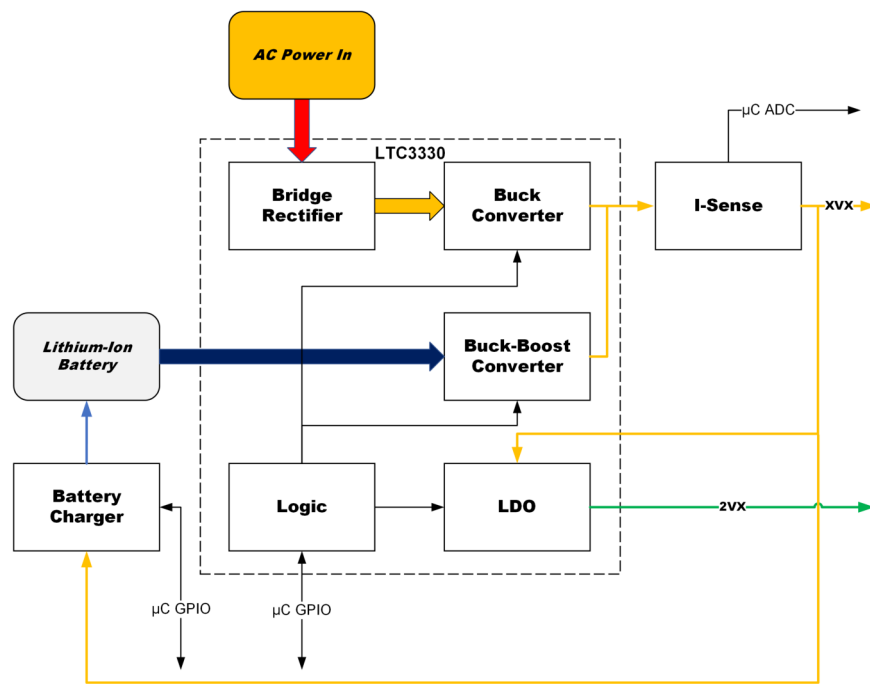 AC Power In
µC ADC
LTC3330
Bridge
Rectifier
Buck
Converter
I-Sense
XVX
Lithium-Ion
Battery
Buck-Boost
Converter
Battery
Charger
Logic
LDO
2VX
µC GPIO
µC GPIO